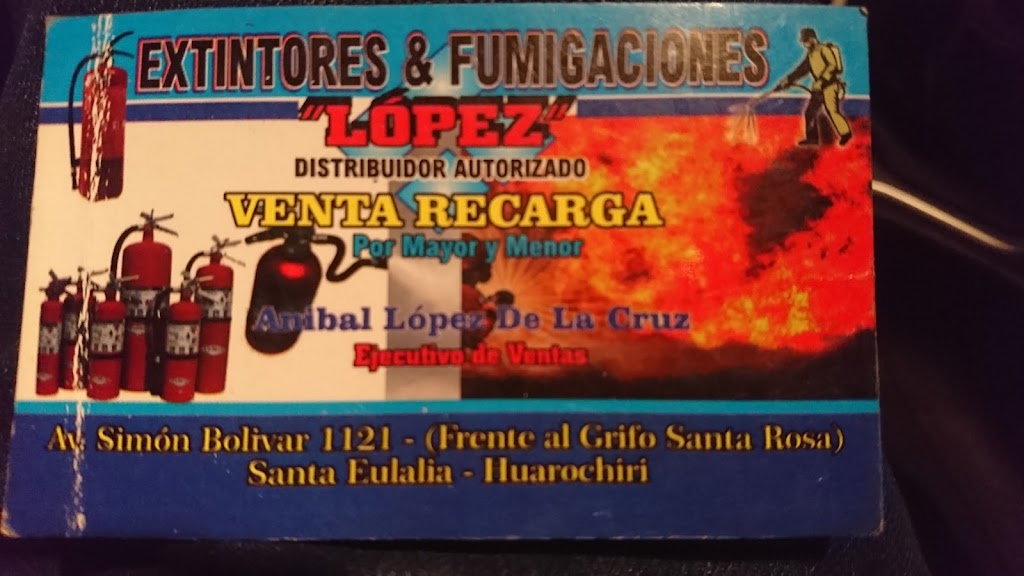 EXTINTORES & FUMIGACIONES
"LÓPEZ"
DISTRIBUIDOR AUTORIZADO
VENTA RECARGA
Por Mayor y Menor
Anibal López De La Cruz
Ejecutivo de Ventas
Av. Simón Bolivar 1121 - (Frente al Grifo Santa Rosa)
Santa Eulalia - Huarochiri